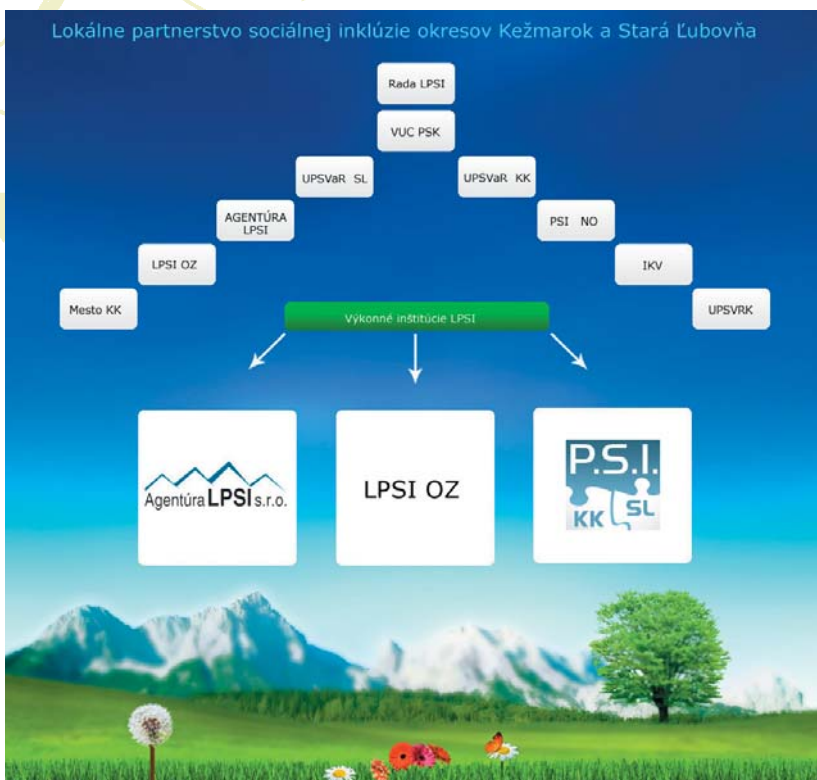 Lokálne partnerstvo sociálnej inklúzie okresov Kežmarok a Stará Ľubovňa
Rada LPSI
VUC PSK
UPSVaR SL
UPSVaR KK
AGENTÚRA
LPSI
PSI NO
LPSI OZ
IKV
Mesto KK
UPSVRK
Výkonné inštitúcie LPSI
Agentúra LPSI s.r.o.
LPSI OZ
P.S.I.
KK SL